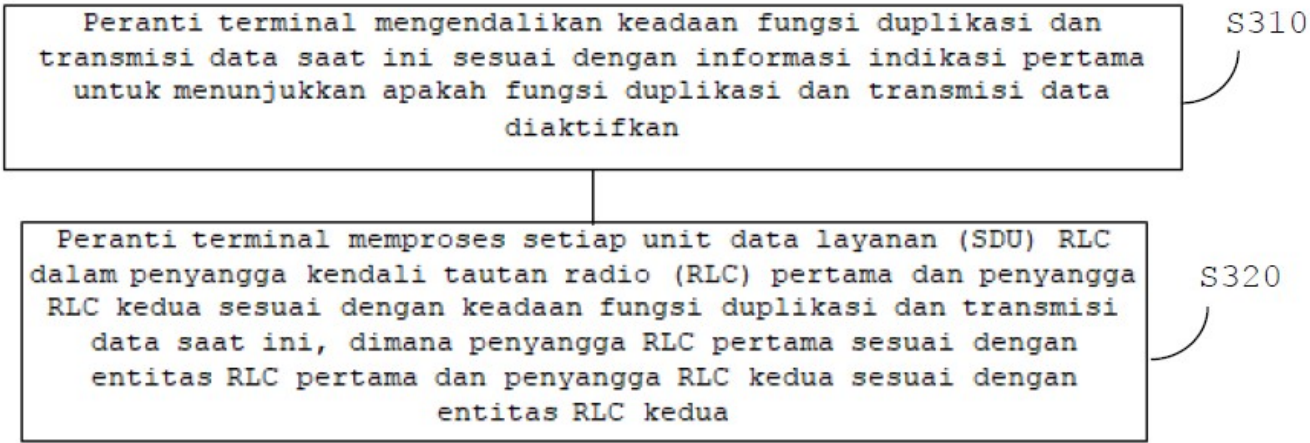 Peranti terminal mengendalikan keadaan fungsi duplikasi dan
transmisi data saat ini sesuai dengan informasi indikasi pertama
untuk menunjukkan apakah fungsi duplikasi dan transmisi data
diaktifkan
S310
Peranti terminal memproses setiap unit data layanan (SDU) RLC
dalam penyangga kendali tautan radio (RLC) pertama dan penyangga
RLC kedua sesuai dengan keadaan fungsi duplikasi dan transmisi
data saat ini, dimana penyangga RLC pertama sesuai dengan
entitas RLC pertama dan penyangga RLC kedua sesuai dengan
entitas RLC kedua
S320